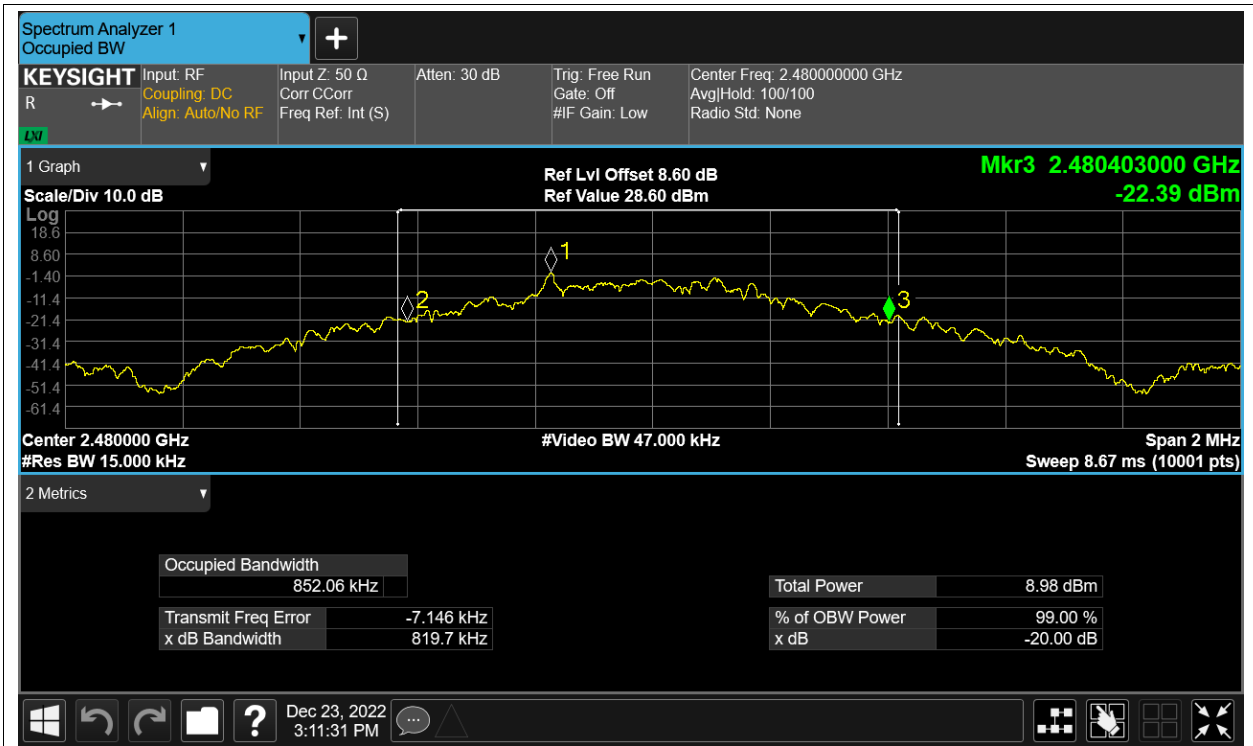 Spectrum Analyzer 1
Occupied BW
KEYSIGHT
R
LXI
Input: RF
Coupling: DC
Align: Auto/No RF
Input Z: 50 Ω
Corr CCorr
Freq Ref: Int (S)
Atten: 30 dB
Trig: Free Run
Gate: Off
#IF Gain: Low
Center Freq: 2.480000000 GHz
Avg|Hold: 100/100
Radio Std: None
1 Graph
Scale/Div 10.0 dB
Ref Lvl Offset 8.60 dB
Ref Value 28.60 dBm
Mkr3 2.480403000 GHz
-22.39 dBm
Log
18.6
8.60
-1.40
-11.4
-21.4
-31.4
-41.4
-51.4
-61.4
1
2
3
Center 2.480000 GHz
#Res BW 15.000 kHz
#Video BW 47.000 kHz
Span 2 MHz
Sweep 8.67 ms (10001 pts)
2 Metrics
Occupied Bandwidth
852.06 kHz
Transmit Freq Error -7.146 kHz
x dB Bandwidth 819.7 kHz
Total Power 8.98 dBm
% of OBW Power 99.00 %
x dB -20.00 dB
?
Dec 23, 2022
3:11:31 PM